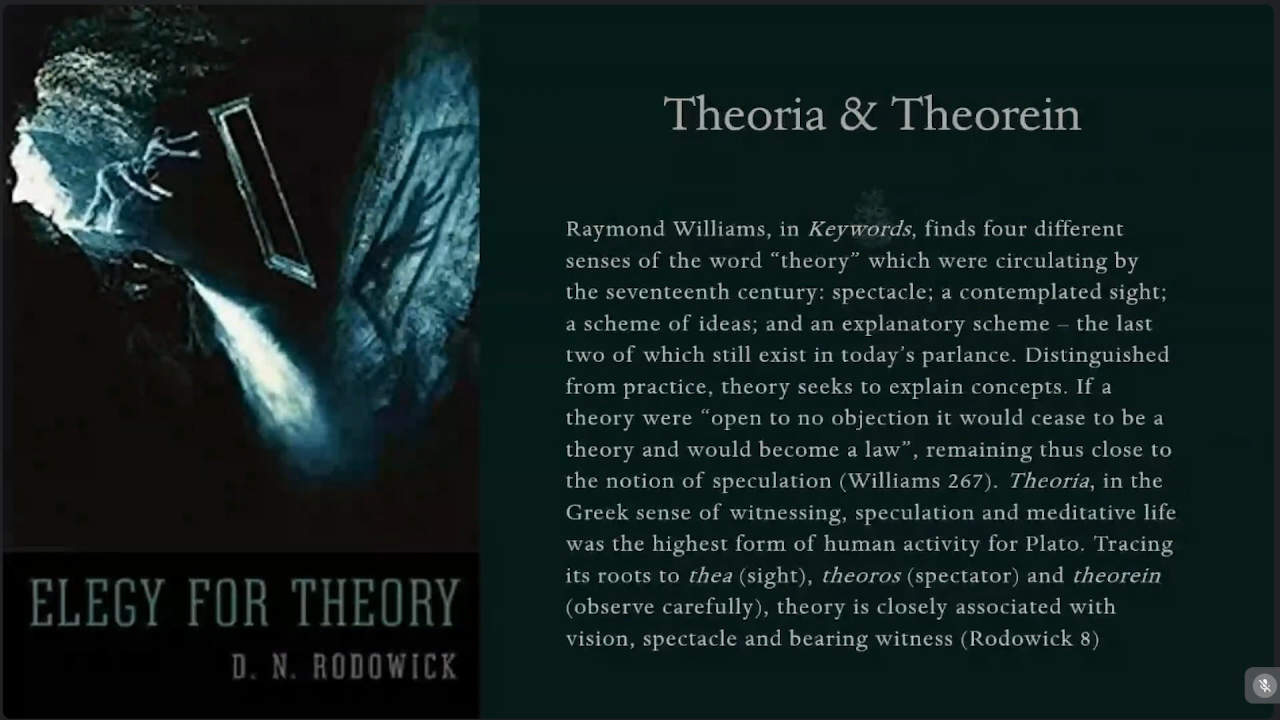 Theoria & Theorein
Raymond Williams, in Keywords, finds four different
senses of the word “theory” which were circulating by
the seventeenth century: spectacle; a contemplated sight;
a scheme of ideas; and an explanatory scheme – the last
two of which still exist in today’s parlance. Distinguished
from practice, theory seeks to explain concepts. If a
theory were “open to no objection it would cease to be a
theory and would become a law”, remaining thus close to
the notion of speculation (Williams 267). Theoria, in the
Greek sense of witnessing, speculation and meditative life
was the highest form of human activity for Plato. Tracing
its roots to thea (sight), theoros (spectator) and theorein
(observe carefully), theory is closely associated with
vision, spectacle and bearing witness (Rodowick 8)
ELEGY FOR THEORY
D. N. RODOWICK